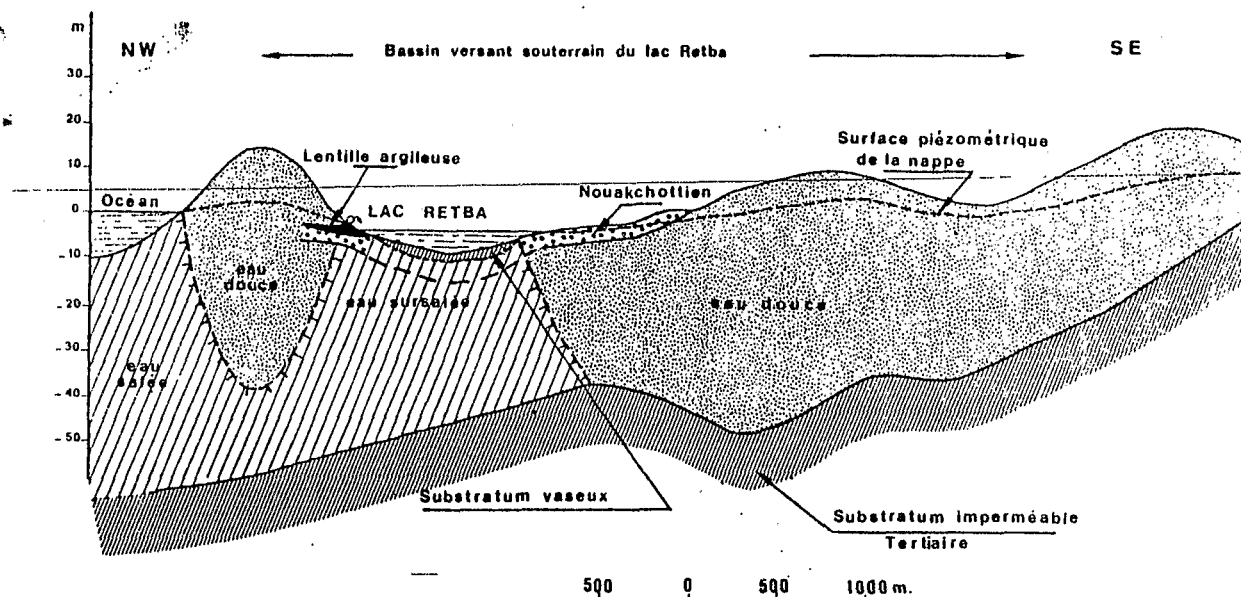 m
NW
Bassin versant souterrain du lac Retba
SE
30
20
10
0
-10
-20
-30
-40
-50
Surface piézométrique
de la nappe
Lentille argileuse
Nouakchottien
Océan
LAC RETBA
eau
douce
eau sursalée
eau douce
eau
salée
Substratum vaseux
Substratum imperméable
Tertiaire
500 0 500 1000 m.